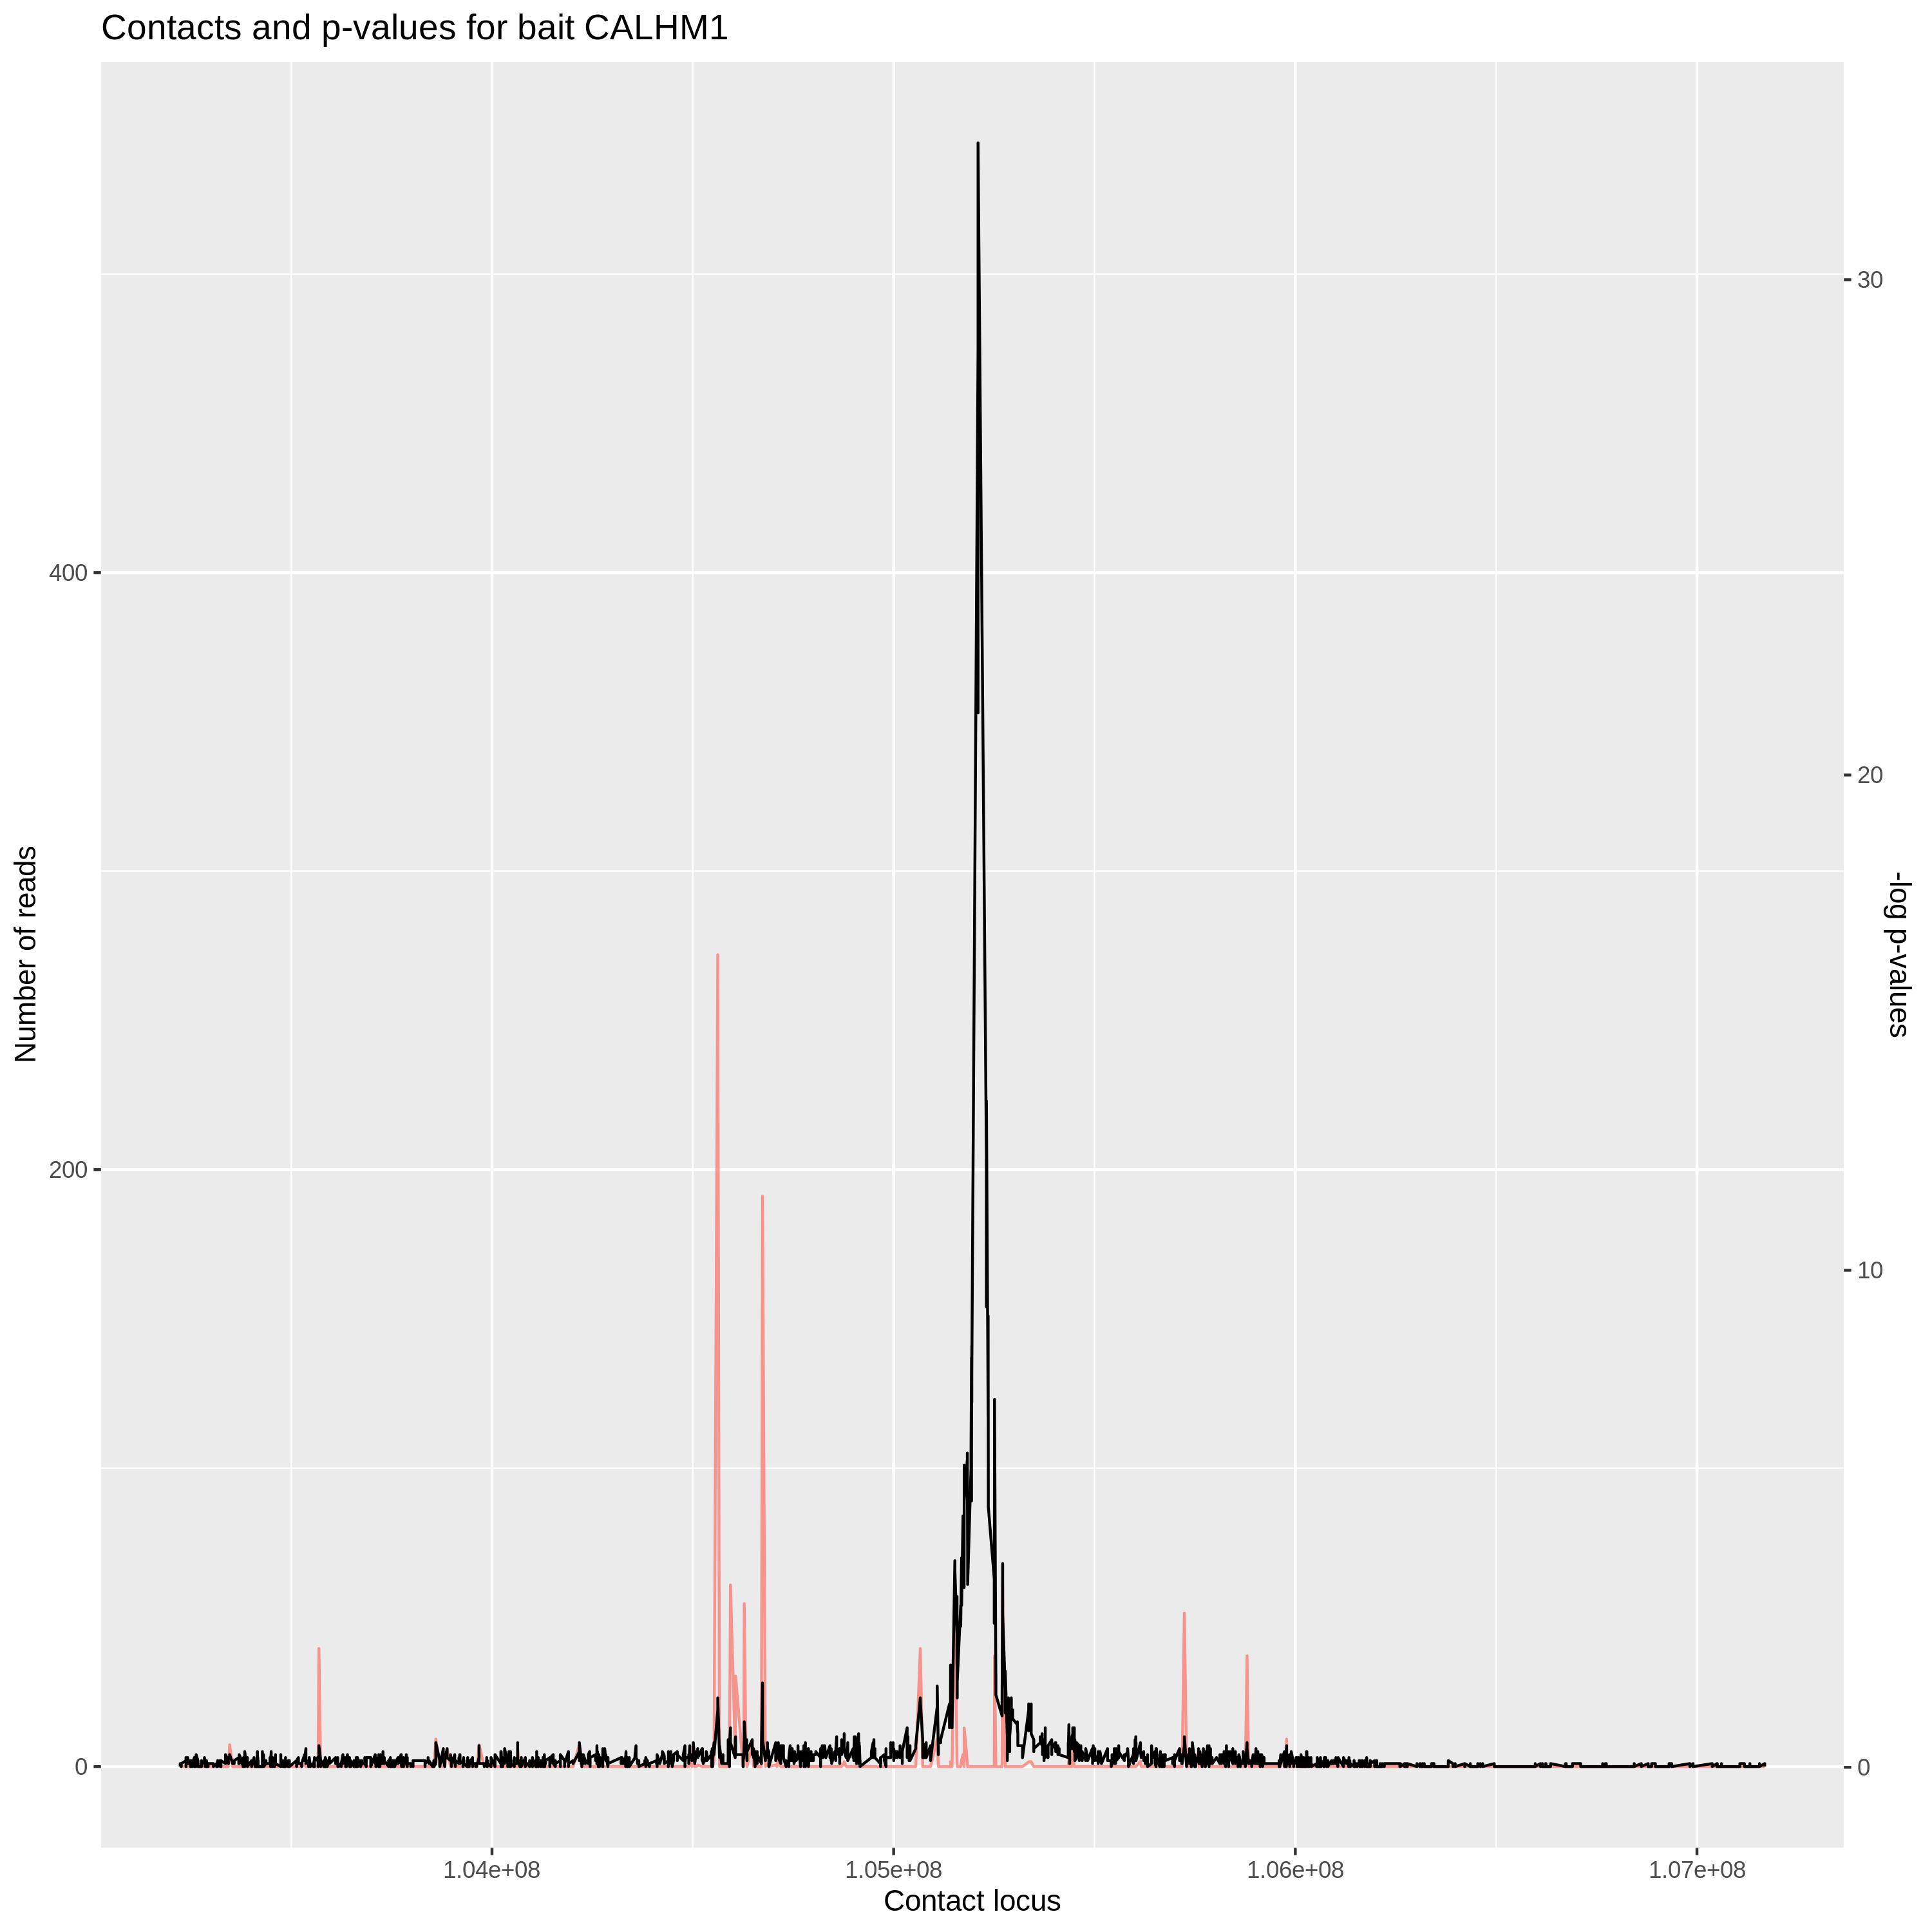 Contacts and p-values for bait CALHM1
Number of reads
400
200
0
30
20
10
0
-log p-values
1.04e+08 1.05e+08 1.06e+08 1.07e+08
Contact locus